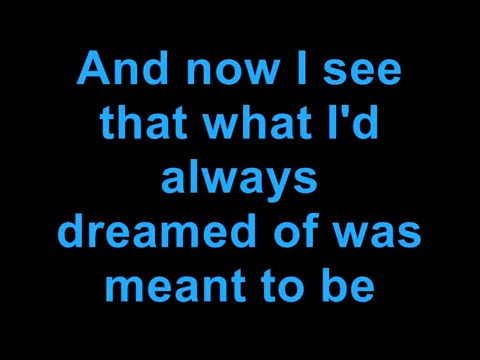 And now I see
that what I'd
always
dreamed of was
meant to be